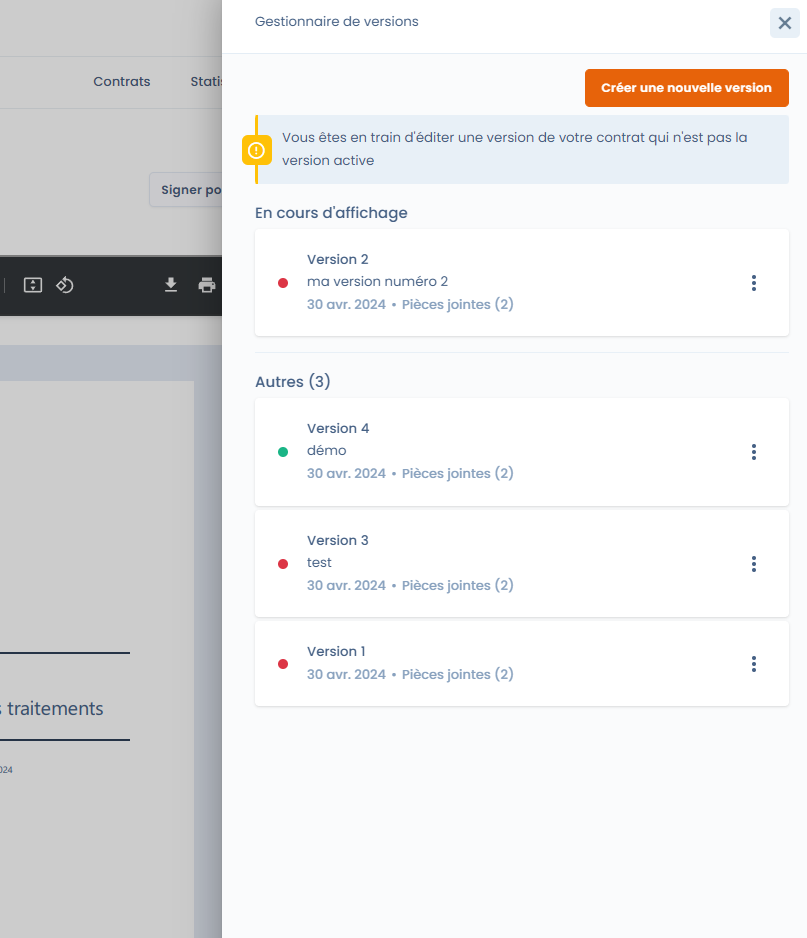 Gestionnaire de versions
Contrats
Créer une nouvelle version
Vous êtes en train d'éditer une version de votre contrat qui n'est pas la
version active
Signer
En cours d'affichage
Version 2
ma version numéro 2
30 avr. 2024 • Pièces jointes (2)
Autres (3)
Version 4
démo
30 avr. 2024 • Pièces jointes (2)
Version 3
test
30 avr. 2024 • Pièces jointes (2)
Version 1
30 avr. 2024 • Pièces jointes (2)
s traitements